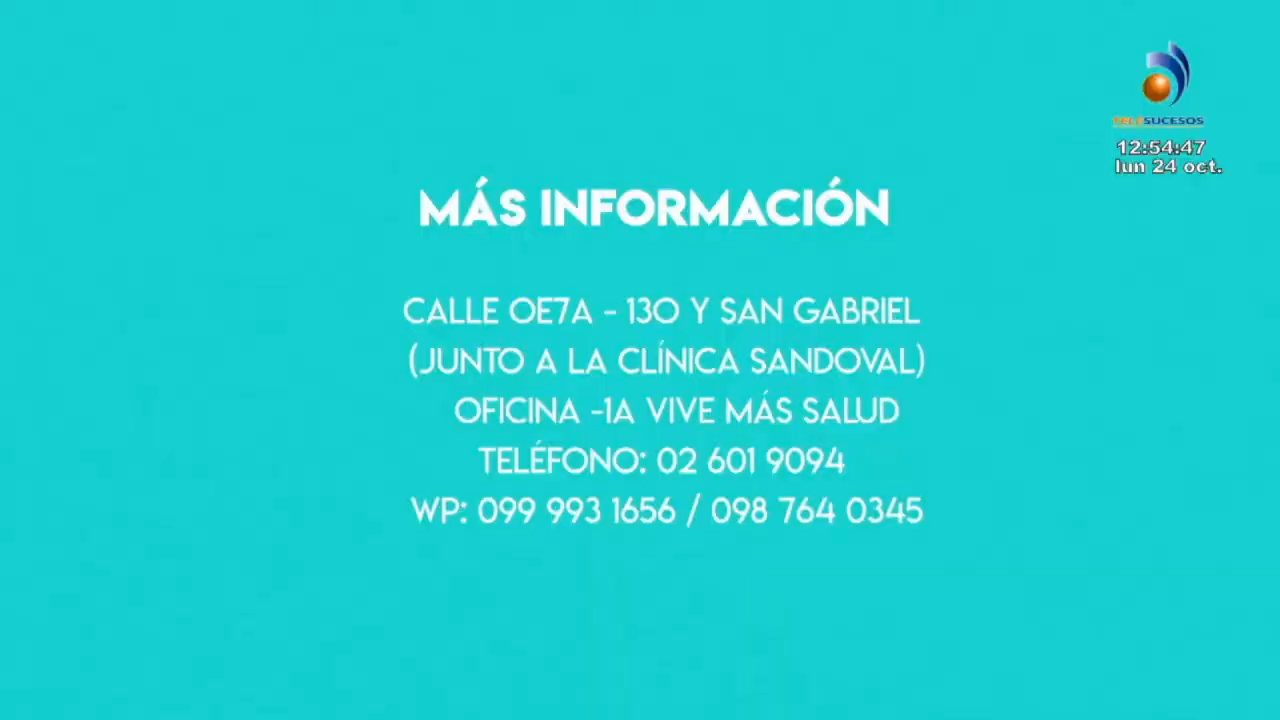 TELESUCESOS
12:54:47
lun 24 oct.
MÁS INFORMACIÓN
CALLE OE7A - 130 Y SAN GABRIEL
(JUNTO A LA CLÍNICA SANDOVAL)
OFICINA -1A VIVE MÁS SALUD
TELÉFONO: 02 601 9094
WP: 099 993 1656 / 098 764 0345